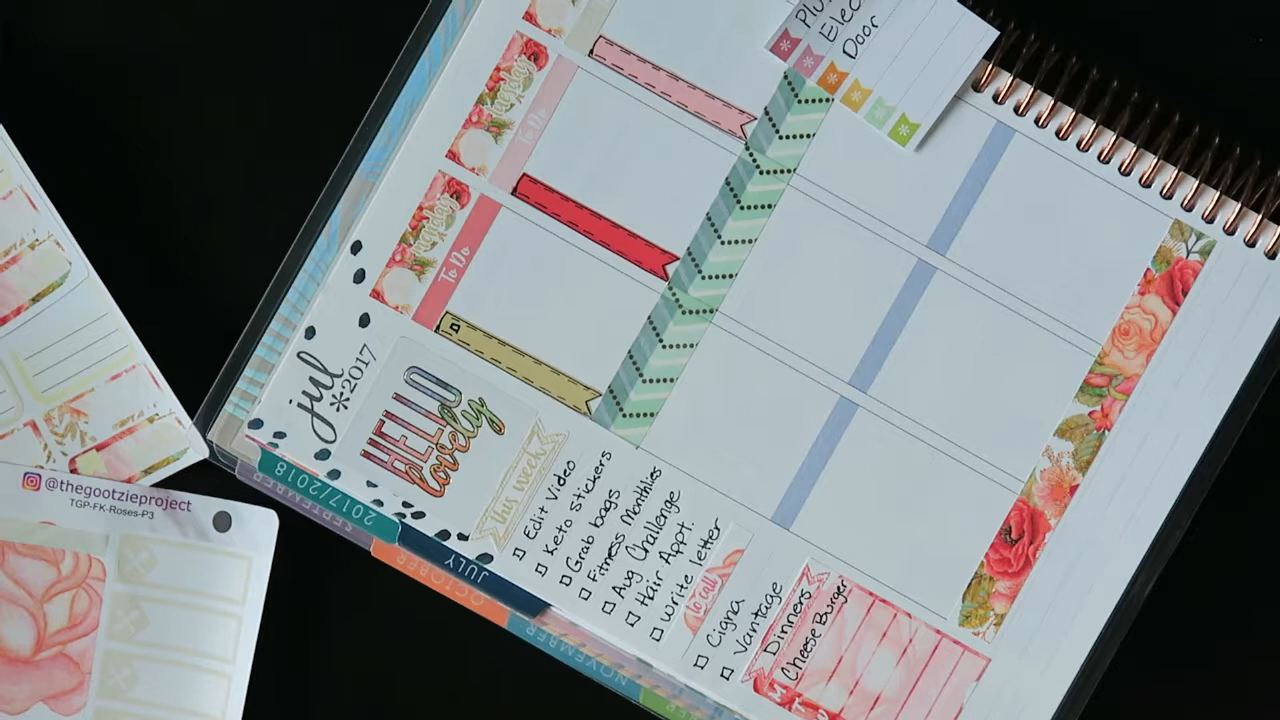 Elec
Door
Tuesday
To Do
To Do
jul
*2017
HELLO
lovely
this week
Edit Video
Keto stickers
Grab bags
Fitness Monthlies
Aug Challenge
Hair Appt.
write letter
to call
Cigna
Vantage
Dinners
Cheese Burger
M
T
2017/2018
SEPTEMBER
JULY
OCTOBER
NOVEMBER
@thegootzieproject
TGP-FK-Roses-P3